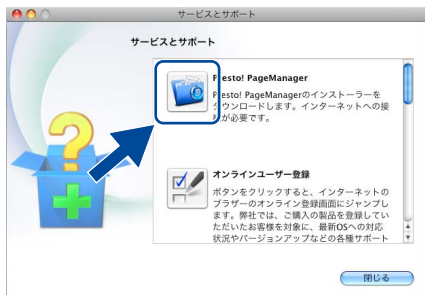 サービスとサポート
サービスとサポート
Presto! PageManager
Presto! PageManagerのインストーラーを
ダウンロードします。インターネットへの接
続が必要です。
オンラインユーザー登録
ボタンをクリックすると、インターネットの
ブラザーのオンライン登録画面にジャンプし
ます。弊社では、ご購入の製品を登録してい
ただいたお客様を対象に、最新OSへの対応
状況やバージョンアップなどの各種サポート
閉じる